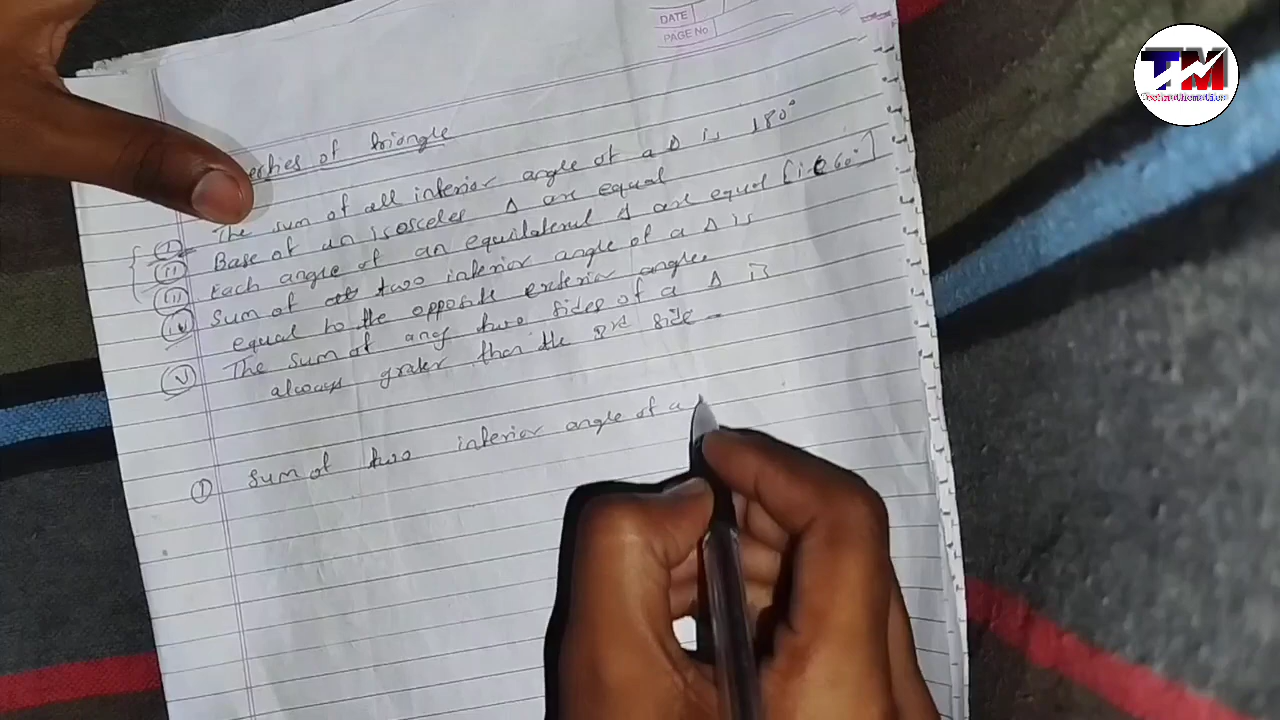 DATE
PAGE No
TM
erties of triangle
(I) The sum of all interior angle of a Δ is 180°
(II) Base of an isosceles Δ are equal
(III) Each angle of an equilateral Δ are equal [i.e 60°]
(IV) Sum of two interior angle of a Δ is
equal to the opposite exterior angle.
(V) The sum of any two sides of a Δ is
always grater than the 3rd side -
(I) Sum of two interior angle of a